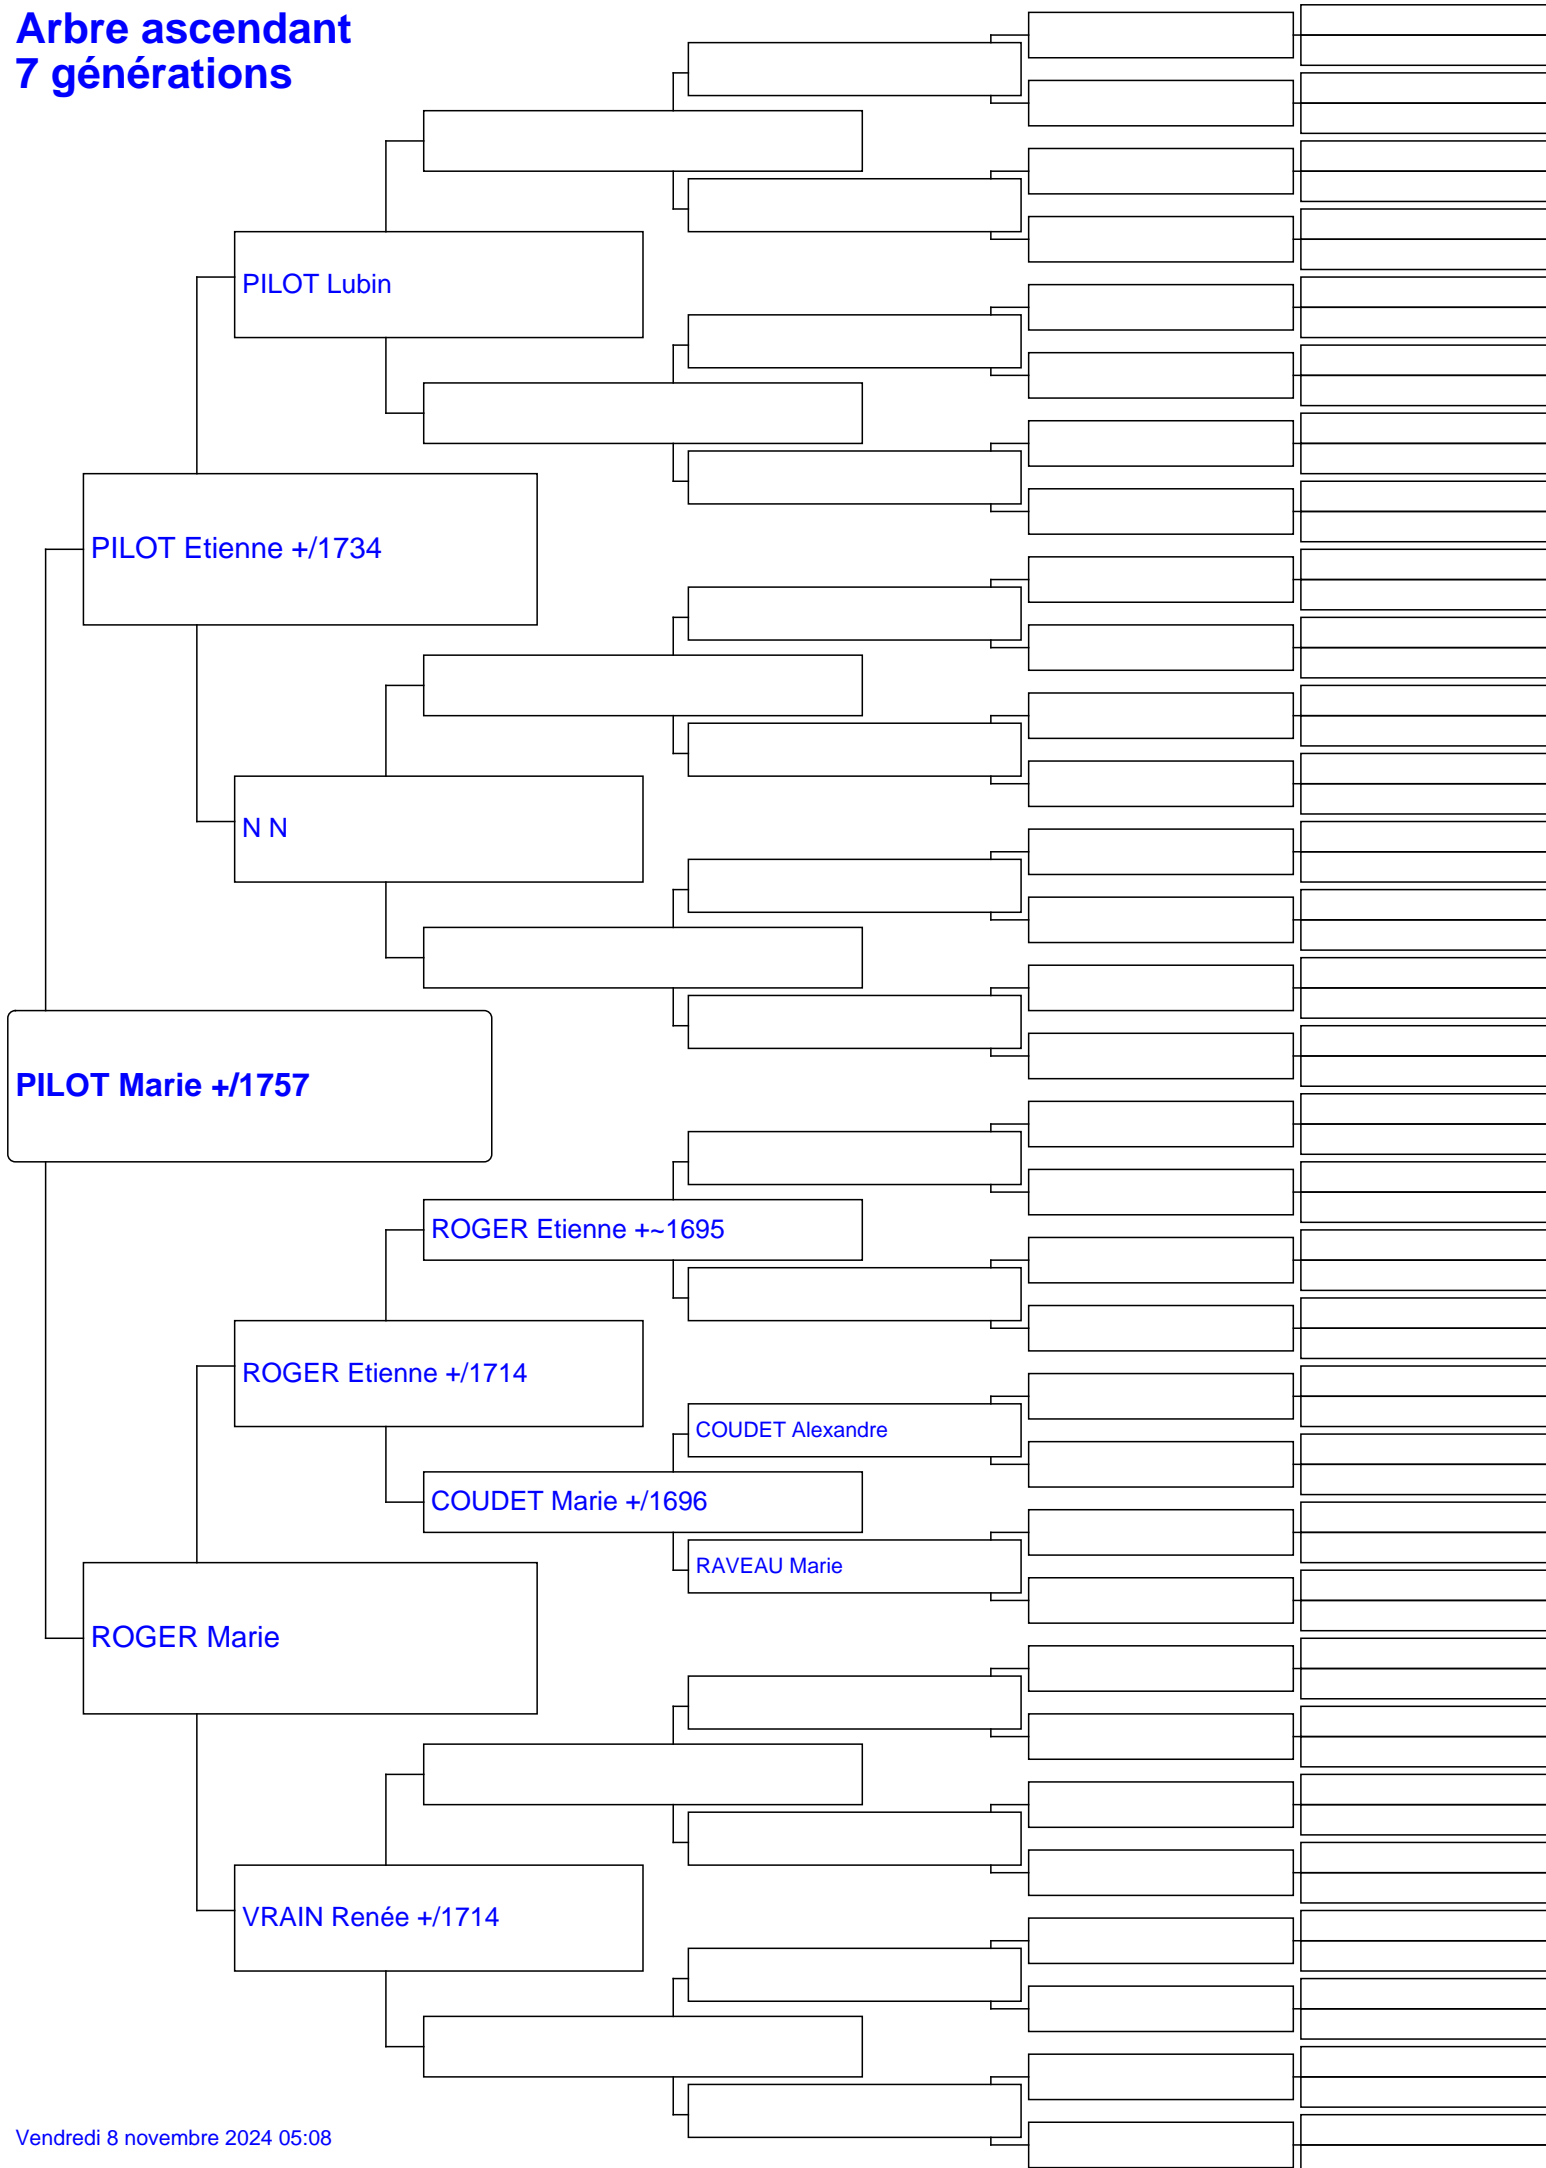 Arbre ascendant
7 générations
PILOT Lubin
PILOT Etienne +/1734
N N
PILOT Marie +/1757
ROGER Etienne +~1695
ROGER Etienne +/1714
COUDET Alexandre
COUDET Marie +/1696
RAVEAU Marie
ROGER Marie
VRAIN Renée +/1714
Vendredi 8 novembre 2024 05:08